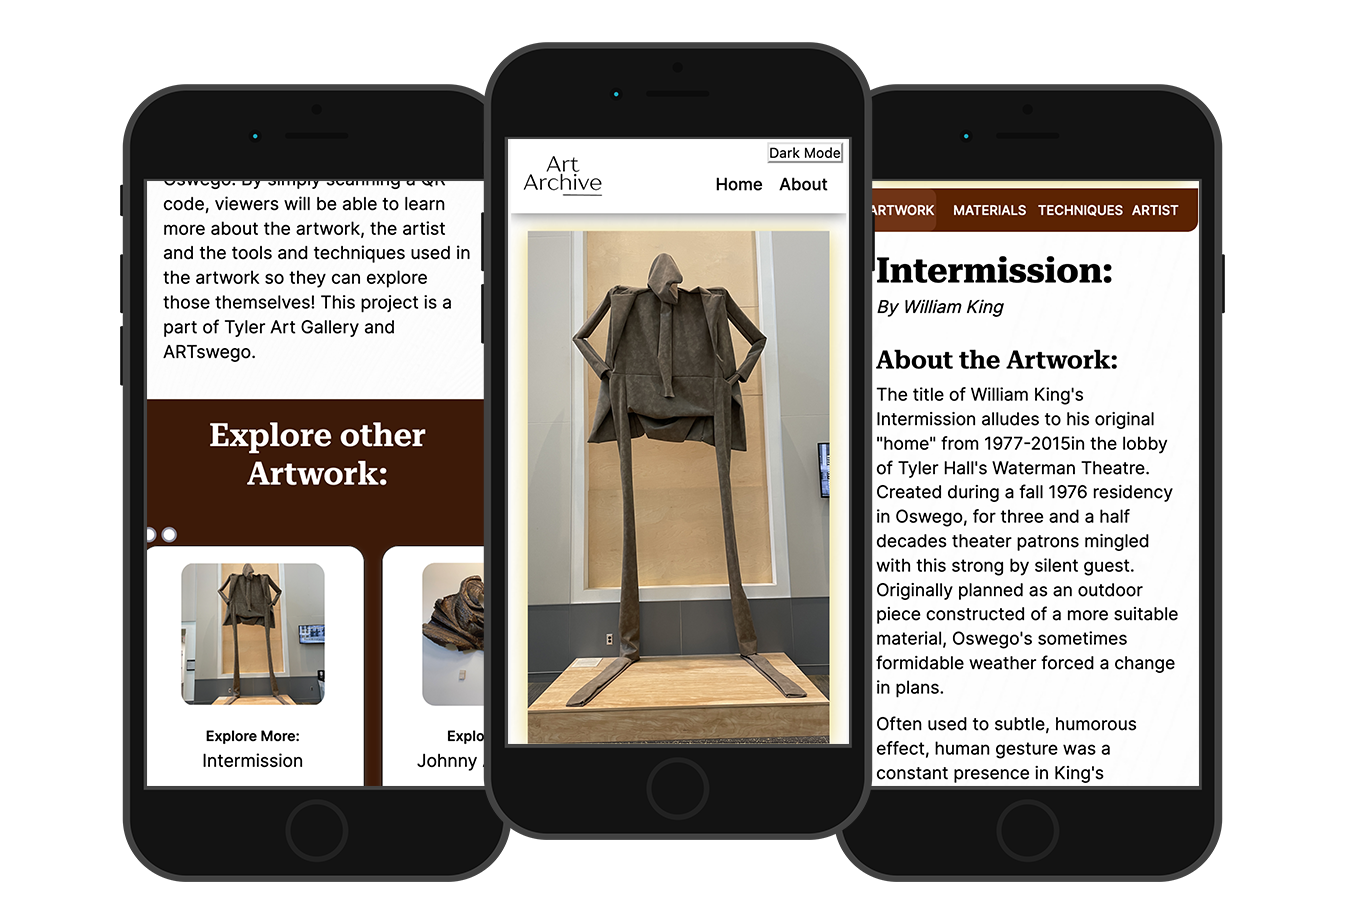 Oswego. By simply scanning a QR
code, viewers will be able to learn
more about the artwork, the artist
and the tools and techniques used in
the artwork so they can explore
those themselves! This project is a
part of Tyler Art Gallery and
ARTswego.
Explore other
Artwork:
Explore More:
Intermission
Explo
Johnny
Dark Mode
Art
Archive
Home About
ARTWORK MATERIALS TECHNIQUES ARTIST
Intermission:
By William King
About the Artwork:
The title of William King's
Intermission alludes to his original
"home" from 1977-2015in the lobby
of Tyler Hall's Waterman Theatre.
Created during a fall 1976 residency
in Oswego, for three and a half
decades theater patrons mingled
with this strong by silent guest.
Originally planned as an outdoor
piece constructed of a more suitable
material, Oswego's sometimes
formidable weather forced a change
in plans.
Often used to subtle, humorous
effect, human gesture was a
constant presence in King's